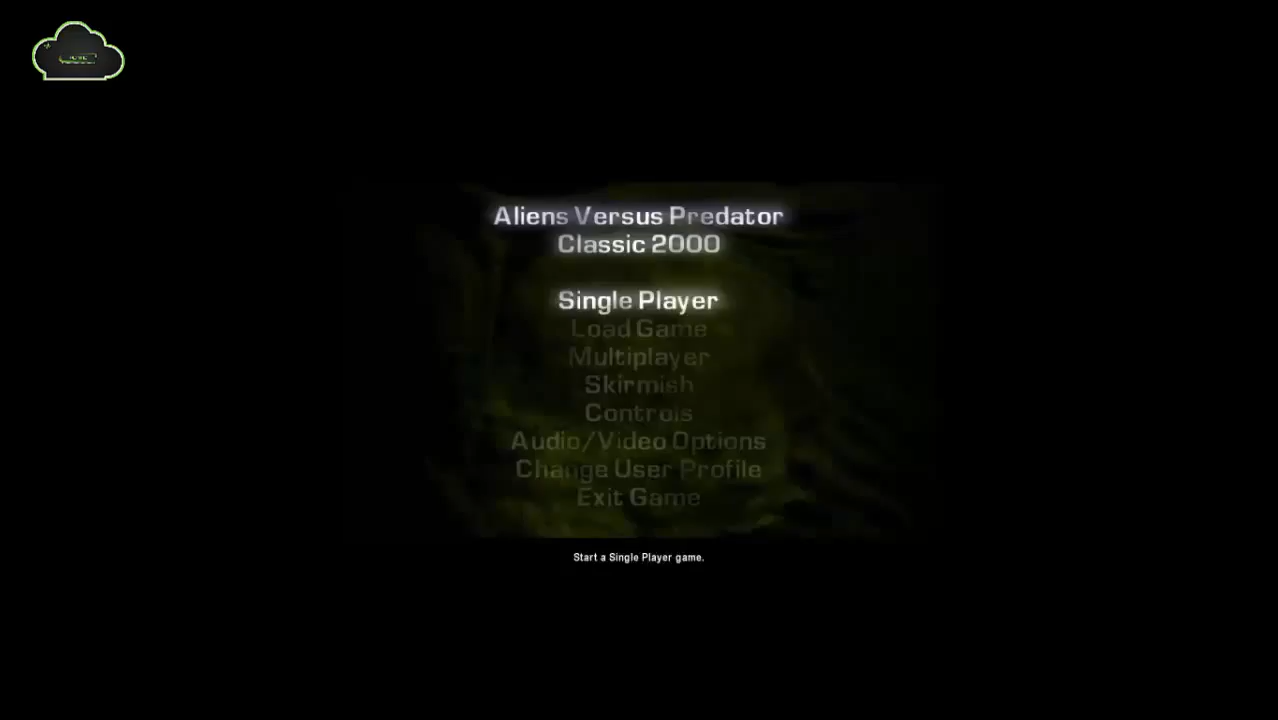 Aliens Versus Predator
Classic 2000
Single Player
Load Game
Multiplayer
Skirmish
Controls
Audio/Video Options
Change User Profile
Exit Game
Start a Single Player game.